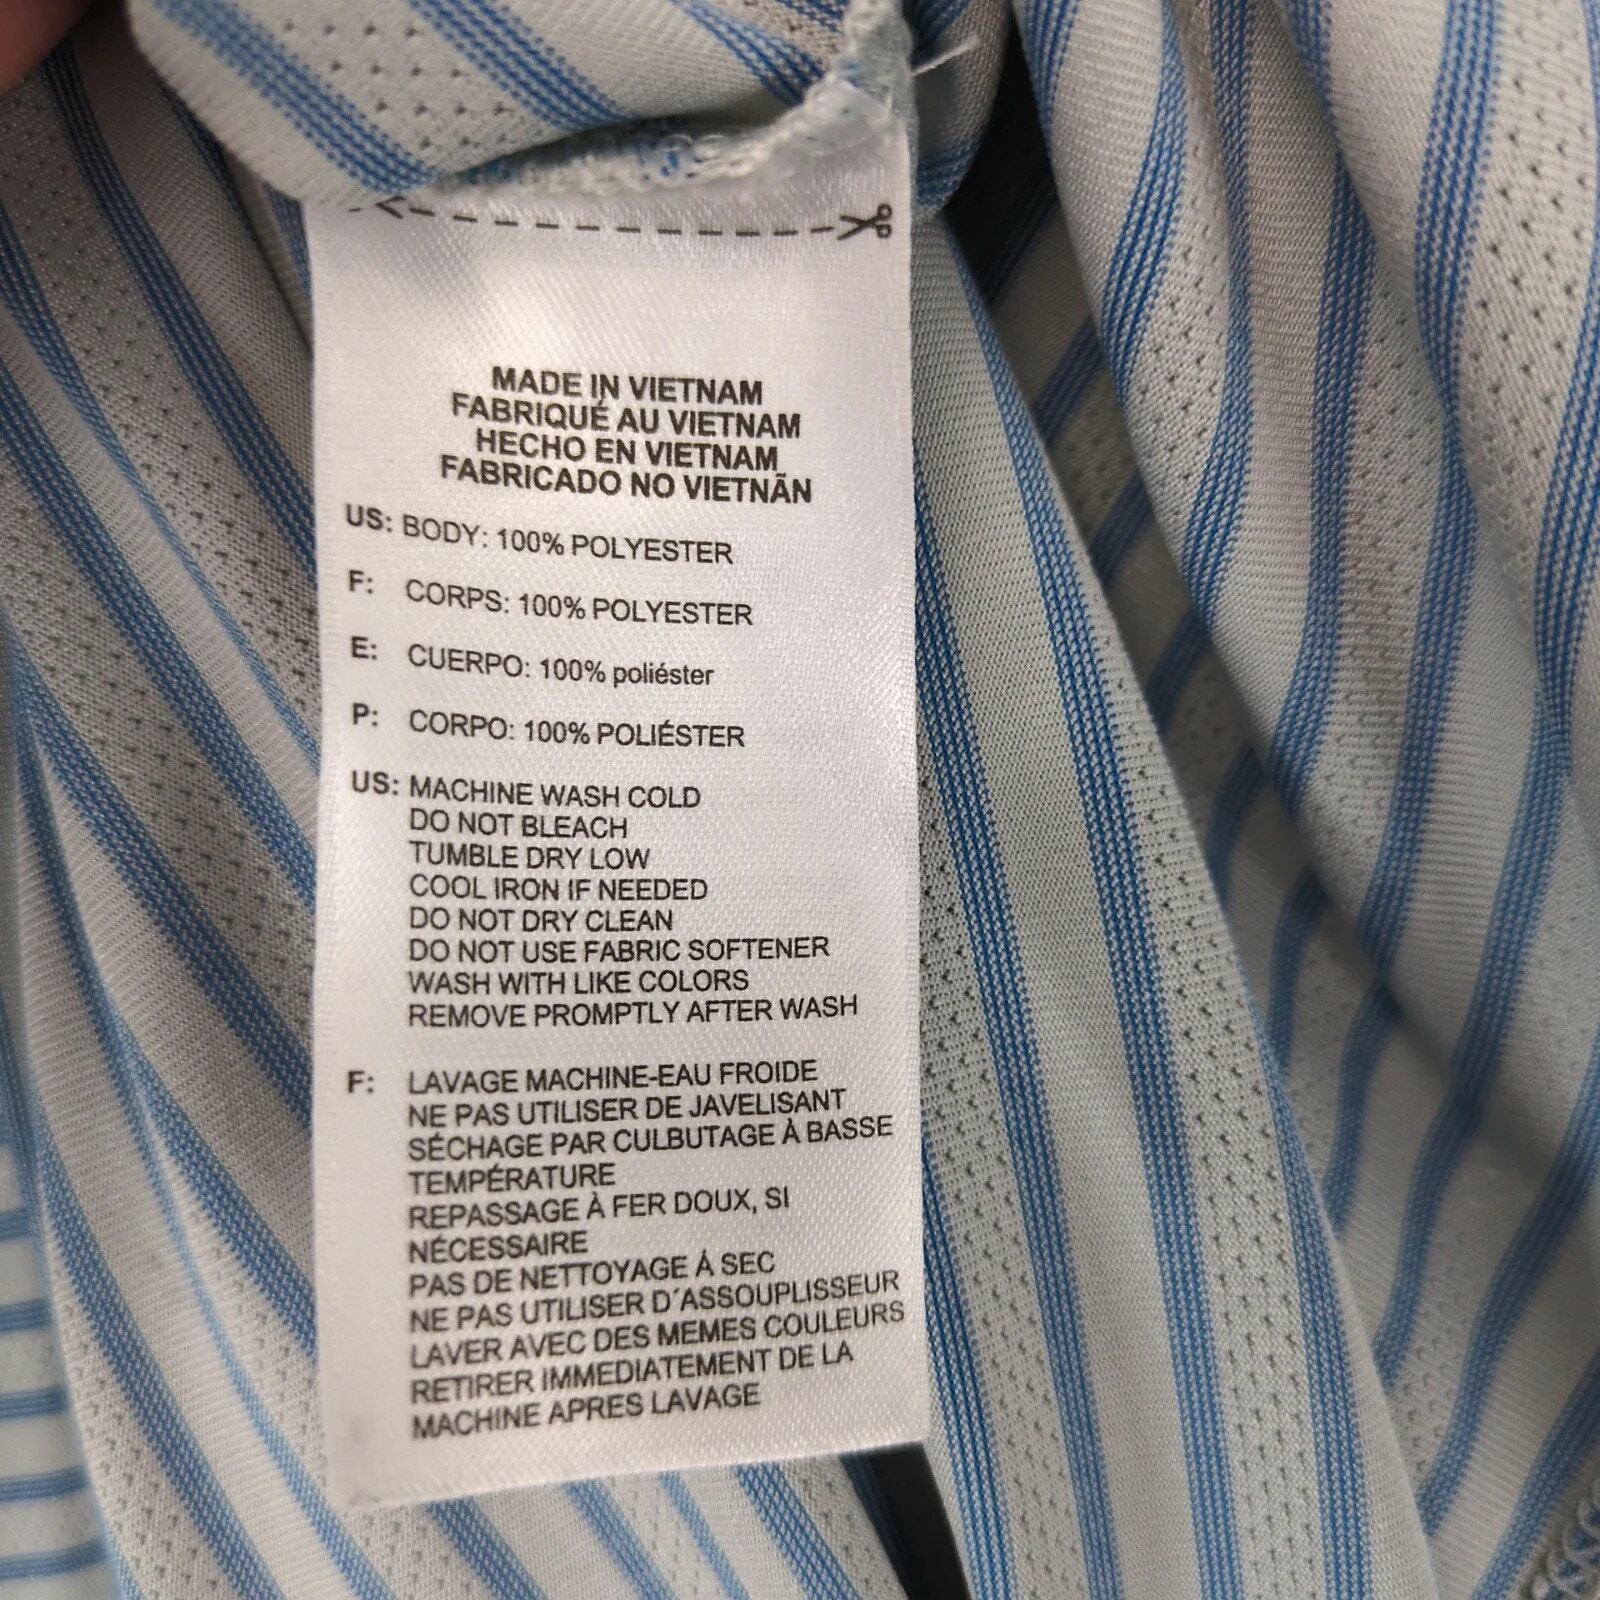 MADE IN VIETNAM
FABRIQUÉ AU VIETNAM
HECHO EN VIETNAM
FABRICADO NO VIETNÃN
US: BODY: 100% POLYESTER
F: CORPS: 100% POLYESTER
E: CUERPO: 100% poliéster
P: CORPO: 100% POLIÉSTER
US: MACHINE WASH COLD
DO NOT BLEACH
TUMBLE DRY LOW
COOL IRON IF NEEDED
DO NOT DRY CLEAN
DO NOT USE FABRIC SOFTENER
WASH WITH LIKE COLORS
REMOVE PROMPTLY AFTER WASH
F: LAVAGE MACHINE-EAU FROIDE
NE PAS UTILISER DE JAVELISANT
SÉCHAGE PAR CULBUTAGE À BASSE
TEMPÉRATURE
REPASSAGE À FER DOUX, SI
NÉCESSAIRE
PAS DE NETTOYAGE À SEC
NE PAS UTILISER D´ASSOUPLISSEUR
LAVER AVEC DES MEMES COULEURS
RETIRER IMMEDIATEMENT DE LA
MACHINE APRES LAVAGE